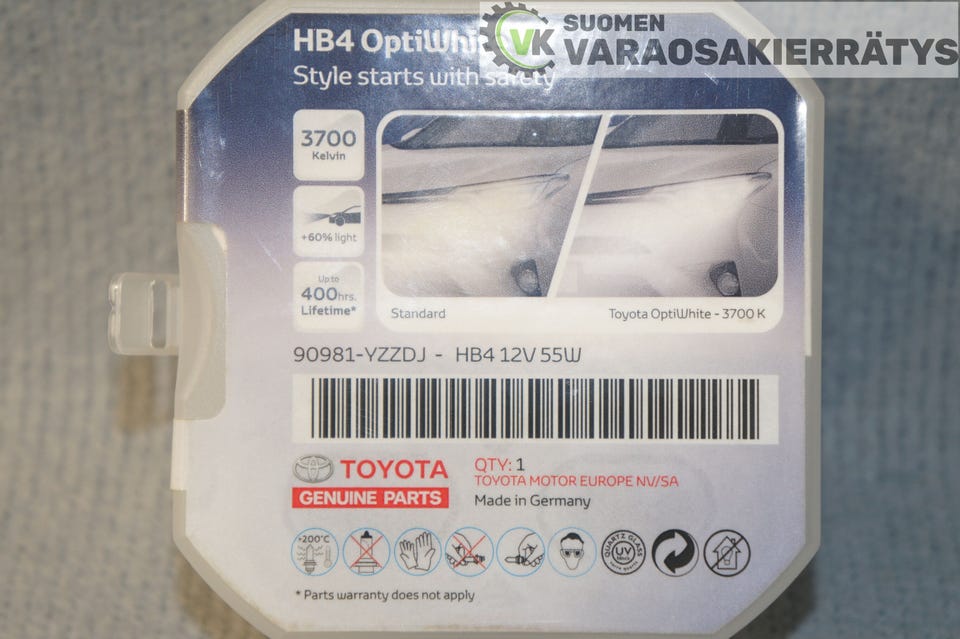 SUOMEN
VK VARAOSAKIERRÄTYS
HB4 OptiWhite
Style starts with safety
3700
Kelvin
+60% light
Up to
400hrs.
Lifetime*
Standard
Toyota OptiWhite - 3700 K
90981-YZZDJ - HB4 12V 55W
TOYOTA
GENUINE PARTS
QTY: 1
TOYOTA MOTOR EUROPE NV/SA
Made in Germany
>200°C
QUARTZ GLASS
UV
* Parts warranty does not apply